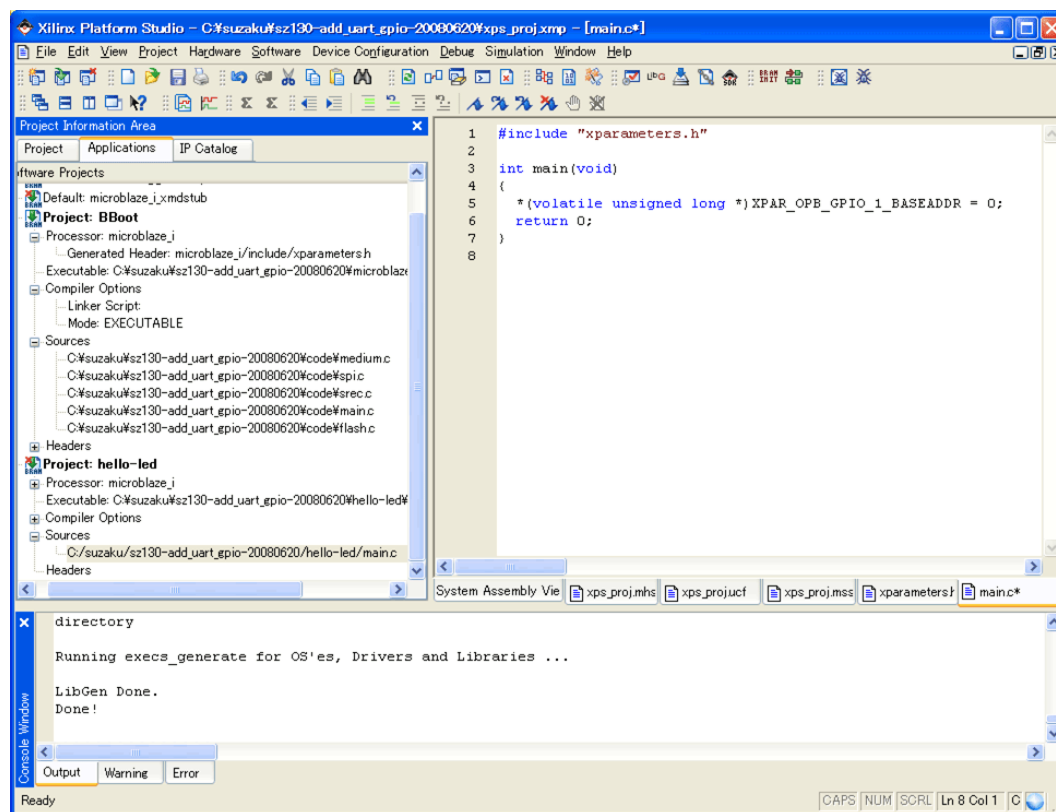 Xilinx Platform Studio - C:¥suzaku¥sz130-add_uart_gpio-20080620¥xps_proj.xmp - [main.c*]
File Edit View Project Hardware Software Device Configuration Debug Simulation Window Help
Project Information Area
Project Applications IP Catalog
ftware Projects
Default: microblaze_i_xmdstub
Project: BBoot
Processor: microblaze_i
Generated Header: microblaze_i/include/xparameters.h
Executable: C:¥suzaku¥sz130-add_uart_gpio-20080620¥microblaze
Compiler Options
Linker Script:
Mode: EXECUTABLE
Sources
C:¥suzaku¥sz130-add_uart_gpio-20080620¥code¥medium.c
C:¥suzaku¥sz130-add_uart_gpio-20080620¥code¥spi.c
C:¥suzaku¥sz130-add_uart_gpio-20080620¥code¥srec.c
C:¥suzaku¥sz130-add_uart_gpio-20080620¥code¥main.c
C:¥suzaku¥sz130-add_uart_gpio-20080620¥code¥flash.c
Headers
Project: hello-led
Processor: microblaze_i
Executable: C:¥suzaku¥sz130-add_uart_gpio-20080620¥hello-led¥
Compiler Options
Sources
C:/suzaku/sz130-add_uart_gpio-20080620/hello-led/main.c
Headers
1 #include "xparameters.h"
2
3 int main(void)
4 {
5 *(volatile unsigned long *)XPAR_OPB_GPIO_1_BASEADDR = 0;
6 return 0;
7 }
8
System Assembly Vie xps_proj.mhs xps_proj.ucf xps_proj.mss xparameters.h main.c*
Console Window
directory
Running execs_generate for OS'es, Drivers and Libraries ...
LibGen Done.
Done!
Output Warning Error
Ready CAPS NUM SCRL Ln 8 Col 1 C